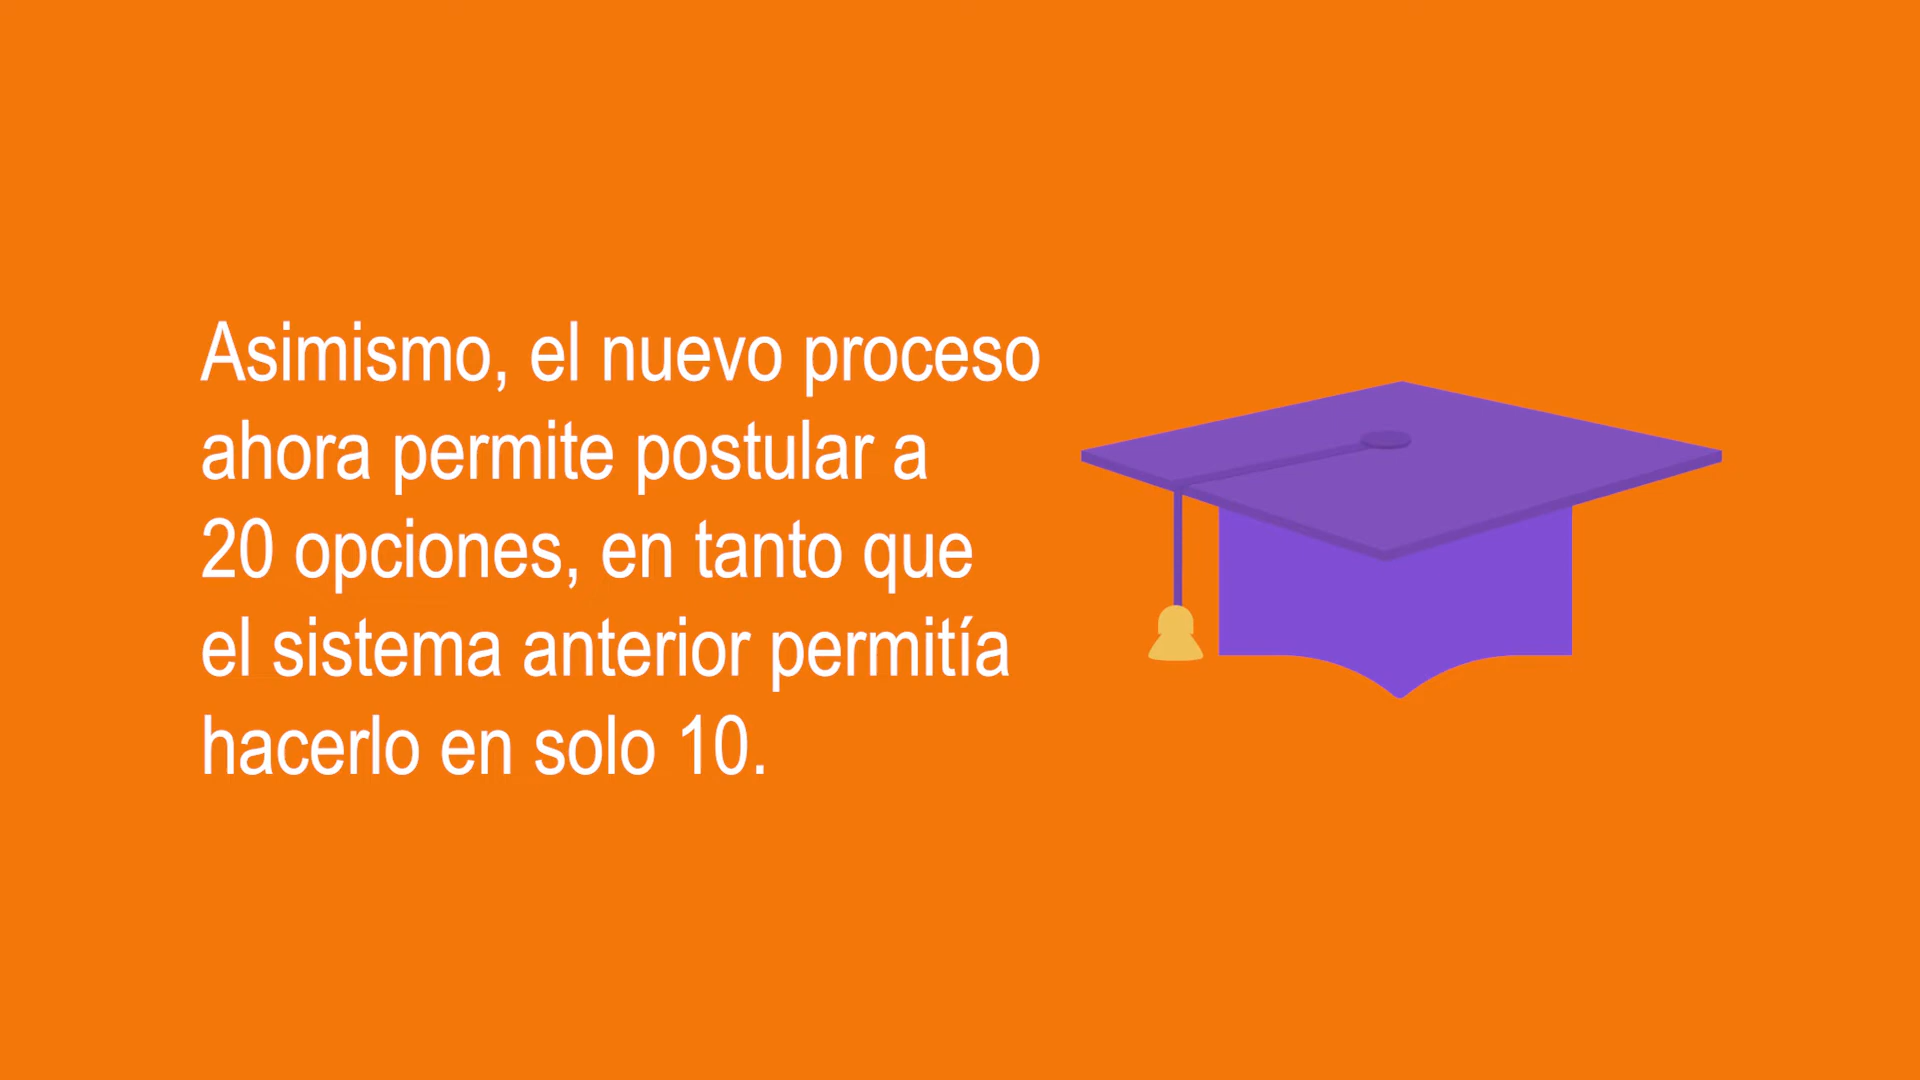 Asimismo, el nuevo proceso
ahora permite postular a
20 opciones, en tanto que
el sistema anterior permitía
hacerlo en solo 10.